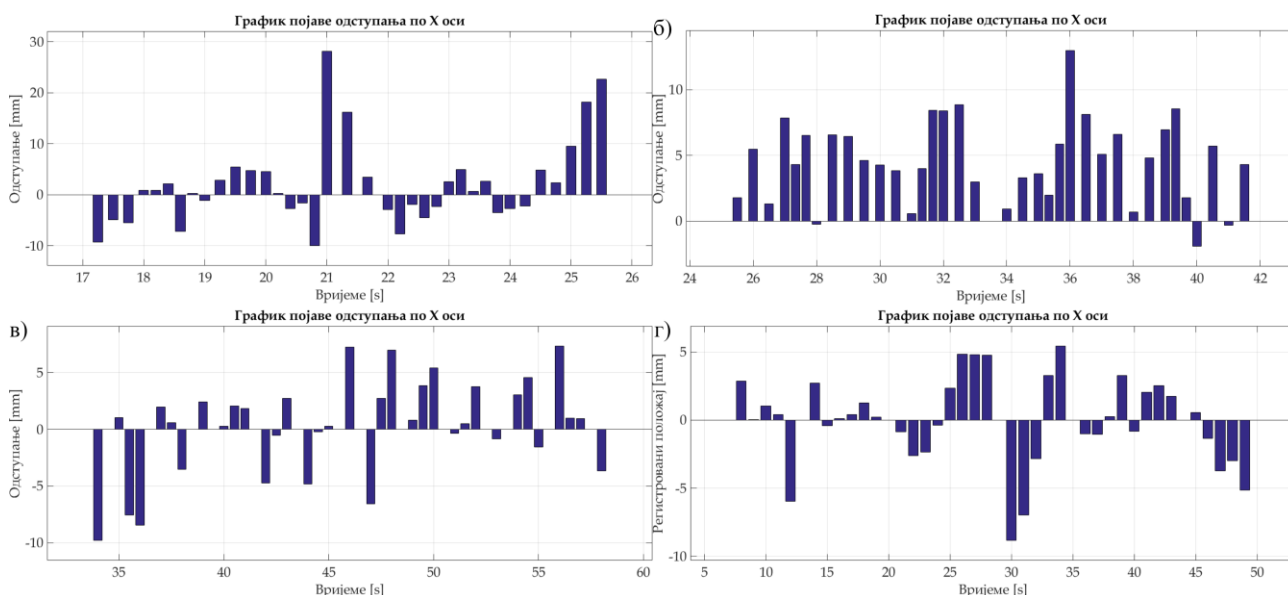 График појаве одступања по X оси
Одступање [mm]
30
20
10
0
-10
17 18 19 20 21 22 23 24 25 26
Вријеме [s]
б)
График појаве одступања по X оси
Одступање [mm]
10
5
0
24 26 28 30 32 34 36 38 40 42
Вријеме [s]
в)
График појаве одступања по X оси
Одступање [mm]
5
0
-5
-10
35 40 45 50 55 60
Вријеме [s]
г)
График појаве одступања по X оси
Регистровани положај [mm]
5
0
-5
-10
5 10 15 20 25 30 35 40 45 50
Вријеме [s]